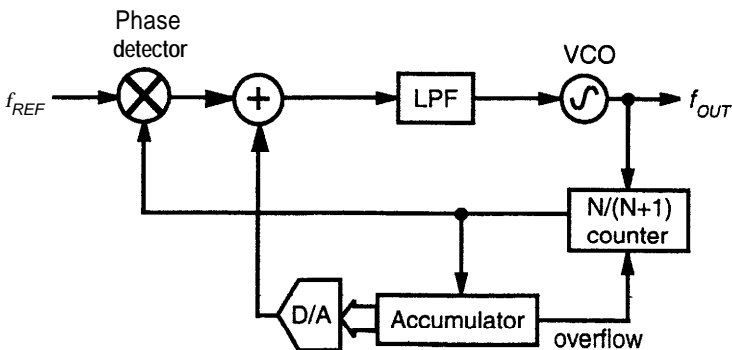 Phase
detector
VCO
f_REF
+
LPF
f_OUT
N/(N+1)
counter
D/A
Accumulator
overflow